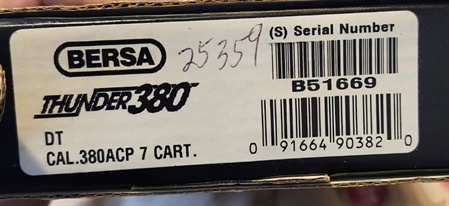 BERSA
25359
(S) Serial Number
B51669
THUNDER380
DT
CAL.380ACP 7 CART.
0 91664 90382 0